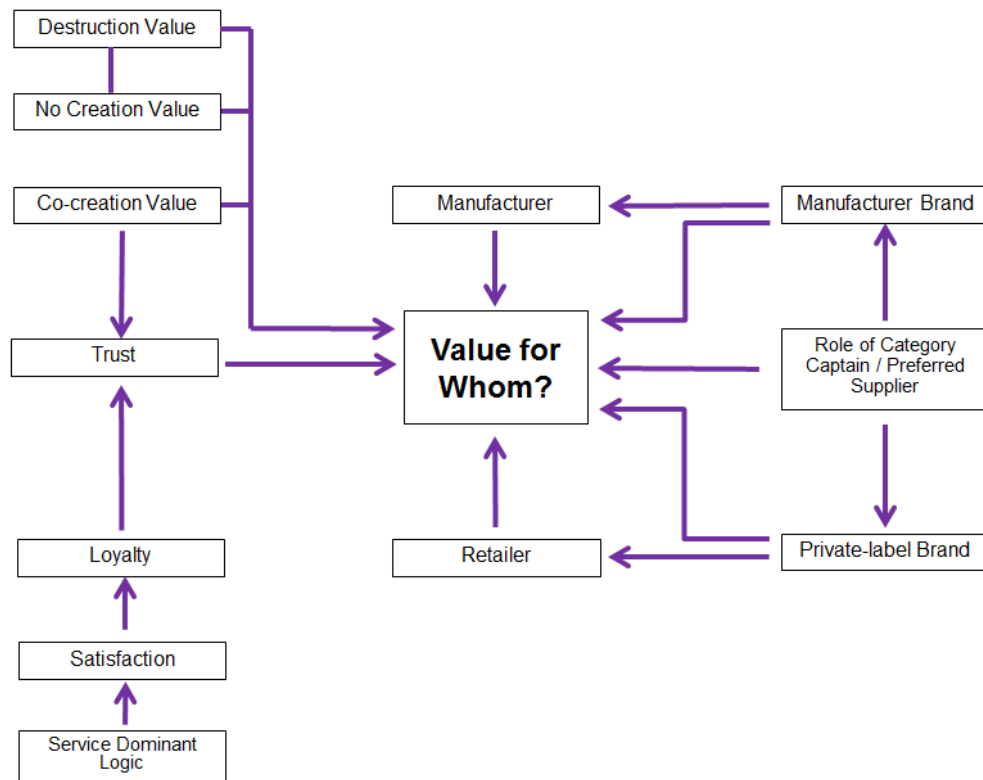 Destruction Value
No Creation Value
Co-creation Value
Manufacturer
Manufacturer Brand
Trust
Value for
Whom?
Role of Category
Captain / Preferred
Supplier
Loyalty
Retailer
Private-label Brand
Satisfaction
Service Dominant
Logic